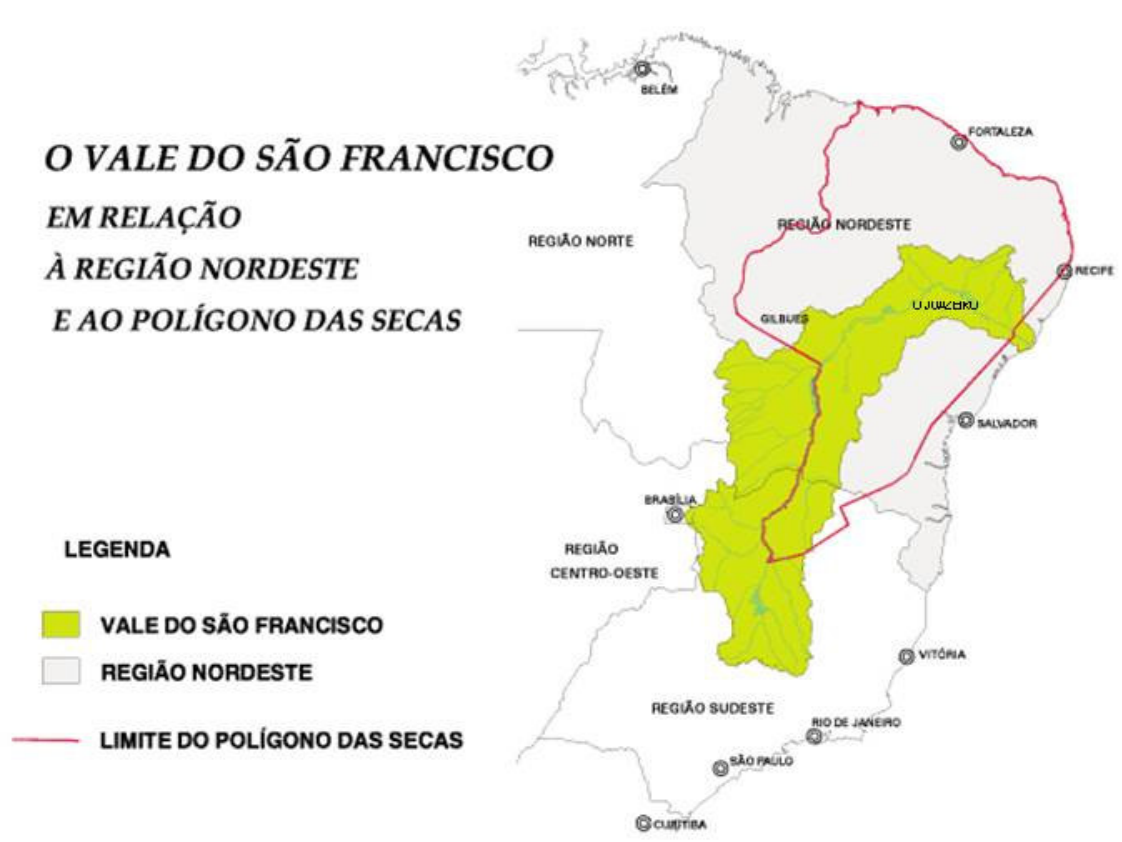 O VALE DO SÃO FRANCISCO
EM RELAÇÃO
À REGIÃO NORDESTE
E AO POLÍGONO DAS SECAS
BELÉM
FORTALEZA
REGIÃO NORDESTE
REGIÃO NORTE
RECIFE
GILBUES
SALVADOR
BRASÍLIA
REGIÃO
CENTRO-OESTE
LEGENDA
VALE DO SÃO FRANCISCO
REGIÃO NORDESTE
LIMITE DO POLÍGONO DAS SECAS
VITÓRIA
REGIÃO SUDESTE
RIO DE JANEIRO
SÃO PAULO
CURITIBA